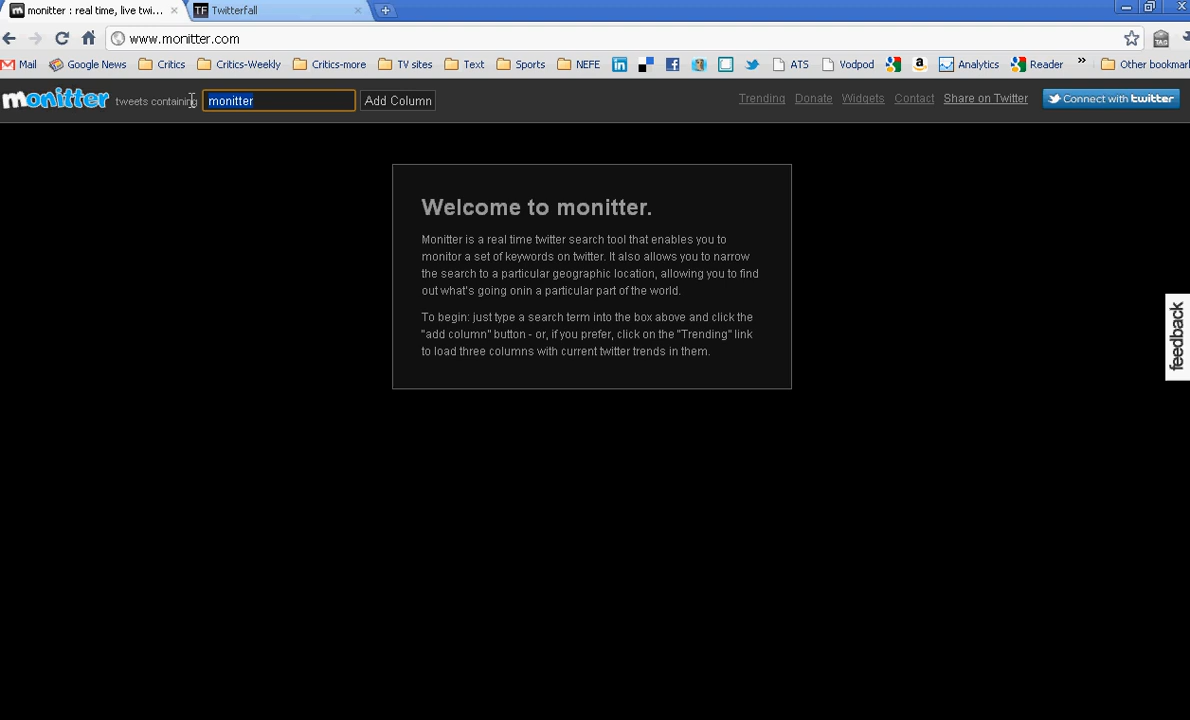 monitter : real time, live twi...
TF Twitterfall
www.monitter.com
TAG
Mail Google News Critics Critics-Weekly Critics-more TV sites Text Sports NEFE ATS Vodpod Analytics Reader » Other bookmar
monitter tweets containing monitter Add Column Trending Donate Widgets Contact Share on Twitter Connect with twitter
Welcome to monitter.
Monitter is a real time twitter search tool that enables you to
monitor a set of keywords on twitter. It also allows you to narrow
the search to a particular geographic location, allowing you to find
out what's going onin a particular part of the world.
To begin: just type a search term into the box above and click the
"add column" button - or, if you prefer, click on the "Trending" link
to load three columns with current twitter trends in them.
feedback